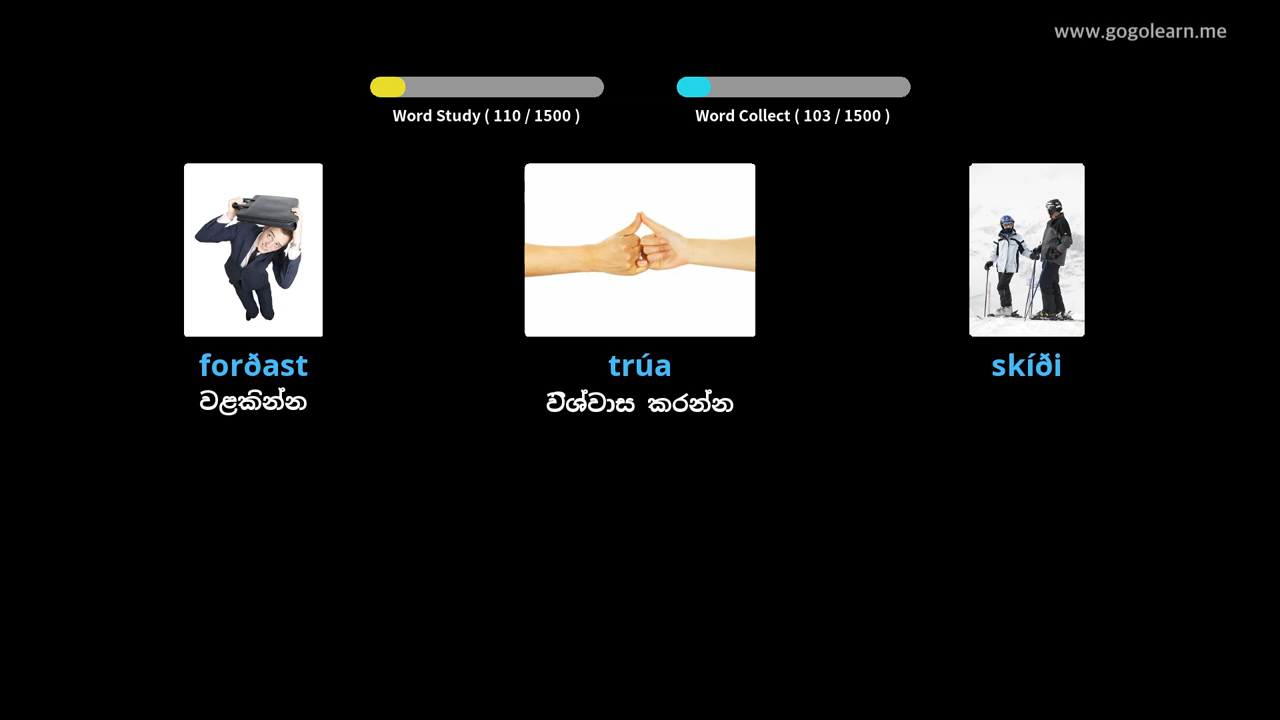 www.gogolearn.me
Word Study ( 110 / 1500 )
Word Collect ( 103 / 1500 )
forðast
වළකින්න
trúa
විශ්වාස කරන්න
skíði